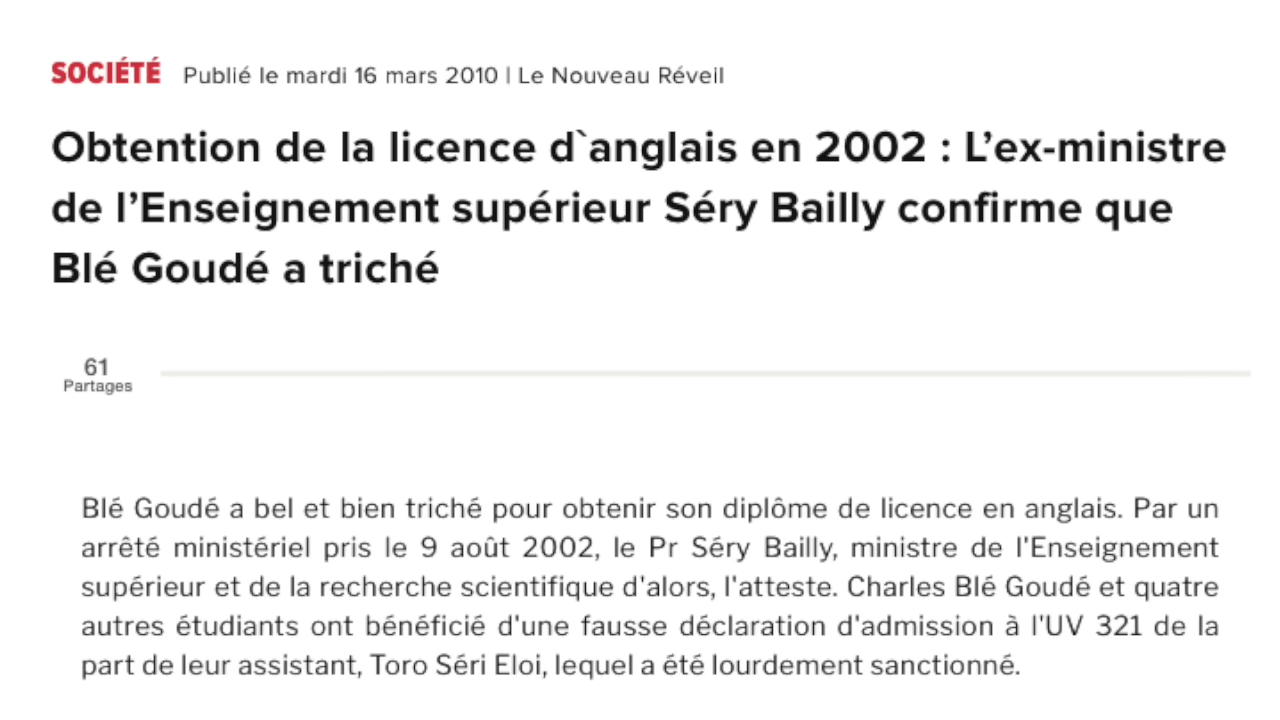 SOCIÉTÉ Publié le mardi 16 mars 2010 | Le Nouveau Réveil
Obtention de la licence d`anglais en 2002 : L’ex-ministre
de l’Enseignement supérieur Séry Bailly confirme que
Blé Goudé a triché
61
Partages
Blé Goudé a bel et bien triché pour obtenir son diplôme de licence en anglais. Par un
arrêté ministériel pris le 9 août 2002, le Pr Séry Bailly, ministre de l'Enseignement
supérieur et de la recherche scientifique d'alors, l'atteste. Charles Blé Goudé et quatre
autres étudiants ont bénéficié d'une fausse déclaration d'admission à l'UV 321 de la
part de leur assistant, Toro Séri Eloi, lequel a été lourdement sanctionné.